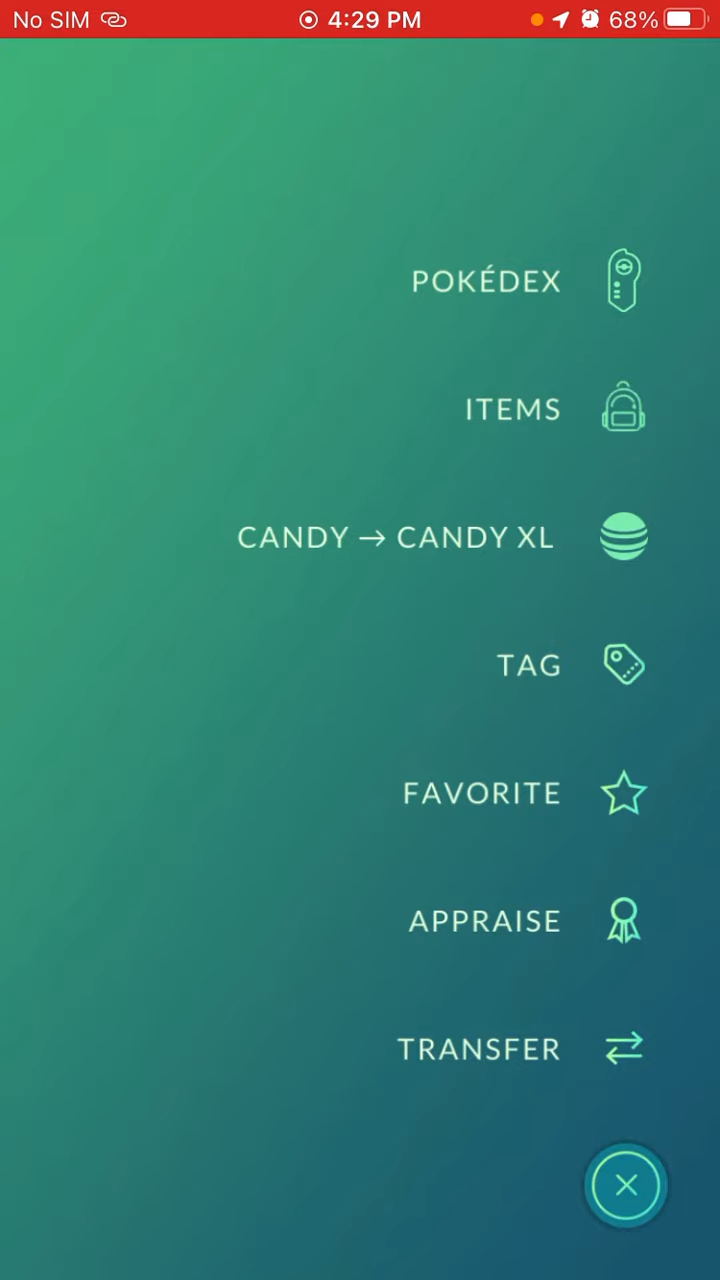 No SIM 4:29 PM 68%
POKÉDEX
ITEMS
CANDY → CANDY XL
TAG
FAVORITE
APPRAISE
TRANSFER